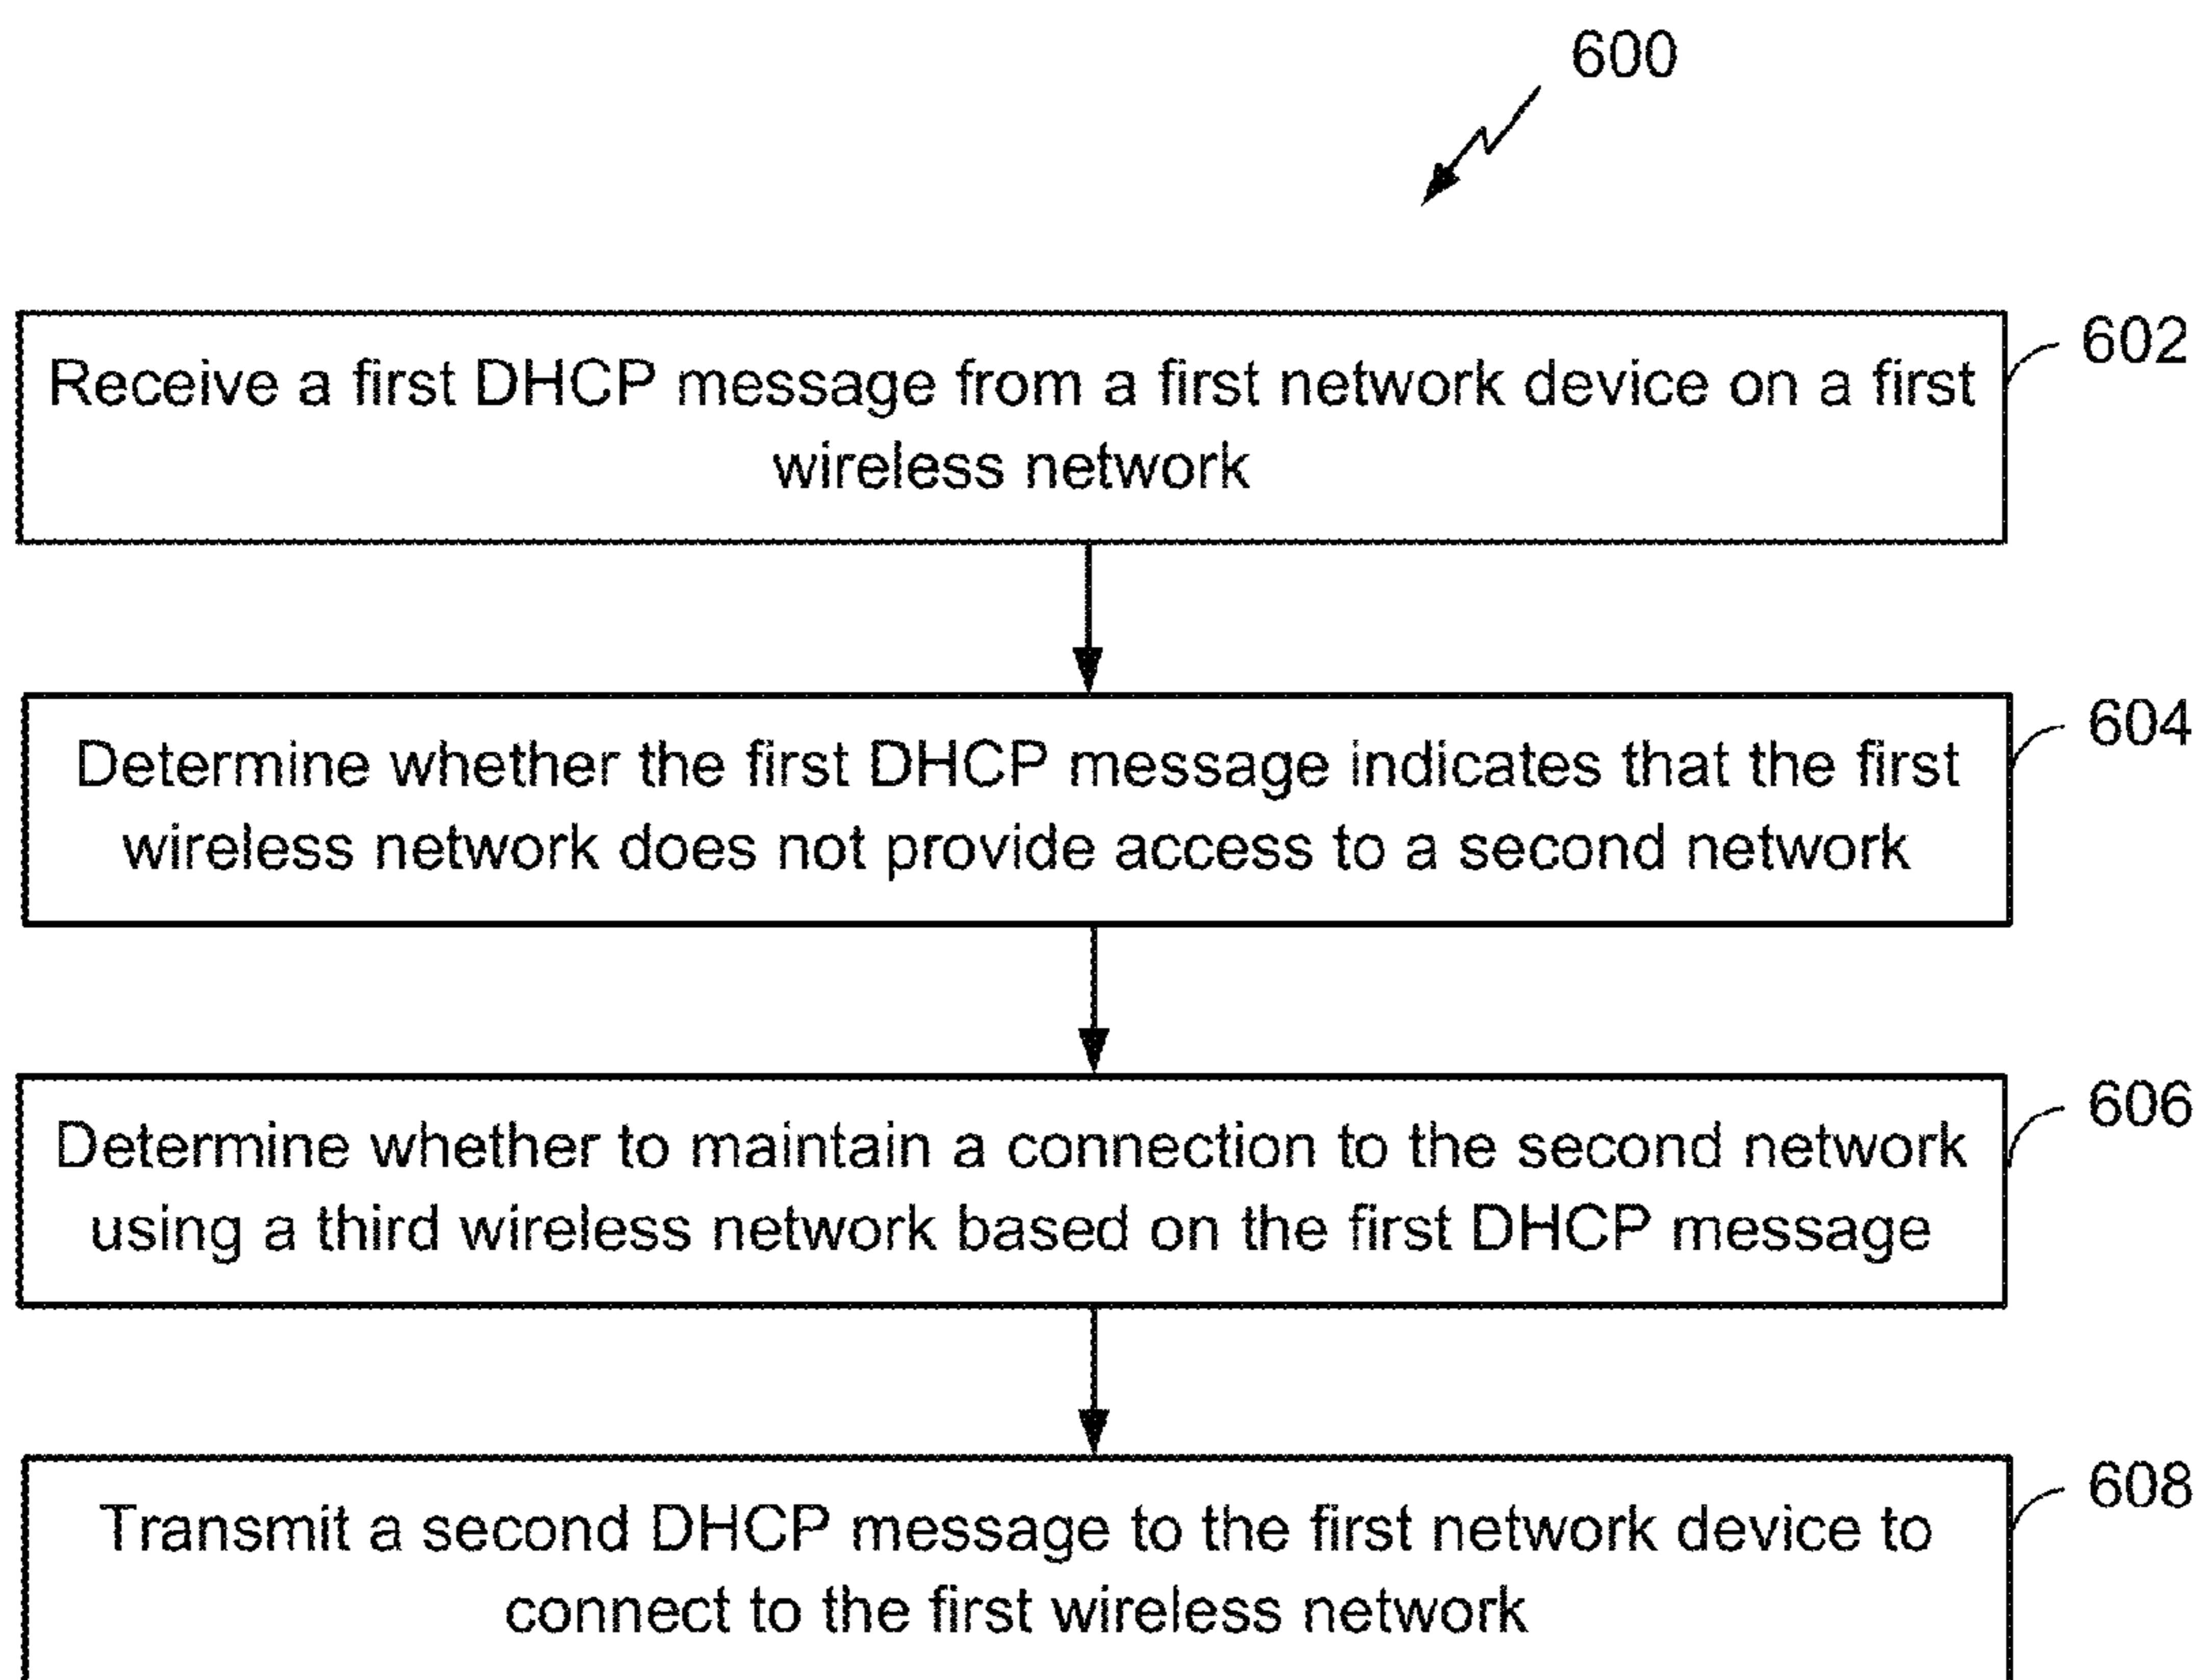 600
602
Receive a first DHCP message from a first network device on a first
wireless network
604
Determine whether the first DHCP message indicates that the first
wireless network does not provide access to a second network
606
Determine whether to maintain a connection to the second network
using a third wireless network based on the first DHCP message
608
Transmit a second DHCP message to the first network device to
connect to the first wireless network